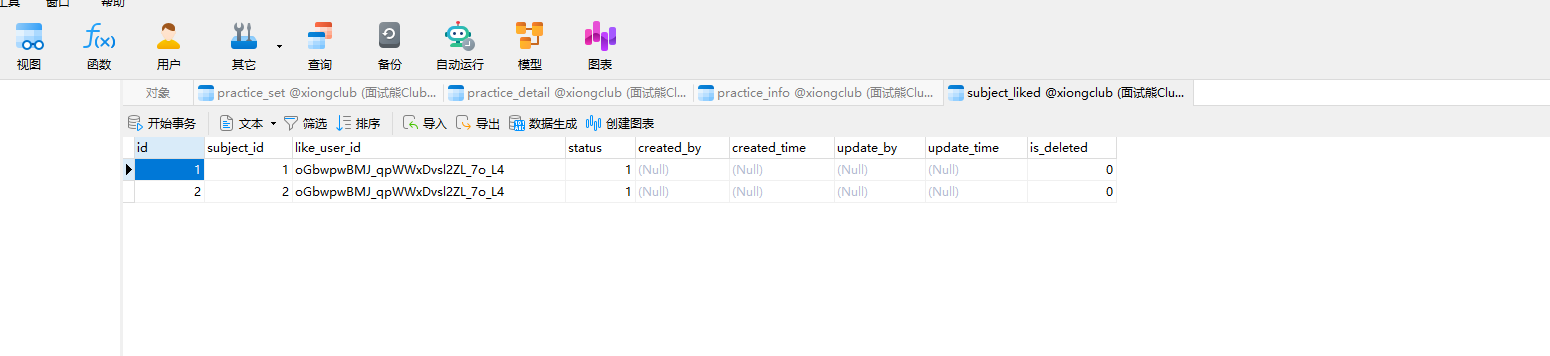 工具 窗口 帮助
视图 函数 用户 其它 查询 备份 自动运行 模型 图表
对象 practice_set @xiongclub (面试熊Club... practice_detail @xiongclub (面试熊Clu... practice_info @xiongclub (面试熊Clu... subject_liked @xiongclub (面试熊Clu...
开始事务 文本 筛选 排序 导入 导出 数据生成 创建图表
id subject_id like_user_id status created_by created_time update_by update_time is_deleted
1 1 oGbwpwBMJ_qpWWxDvsl2ZL_7o_L4 1 (Null) (Null) (Null) (Null) 0
2 2 oGbwpwBMJ_qpWWxDvsl2ZL_7o_L4 1 (Null) (Null) (Null) (Null) 0